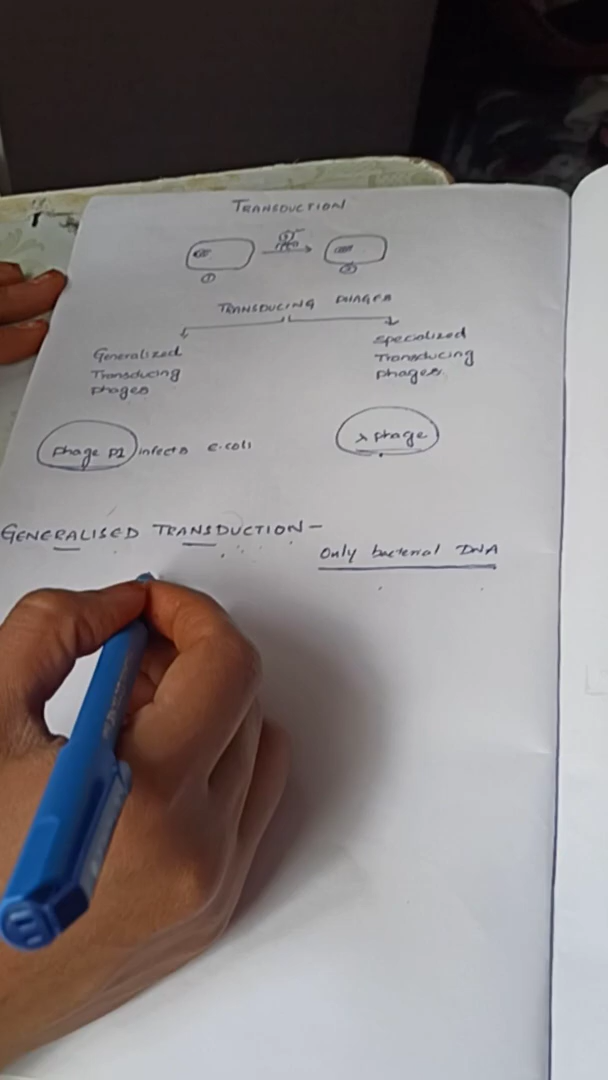 TRANSDUCTION
①
②
TRANSDUCING PHAGES
Generalized
Transducing
phages
Specialized
Transducing
phages
Phage P1 infects E.coli
λ phage
GENERALISED TRANSDUCTION –
Only bacterial DNA